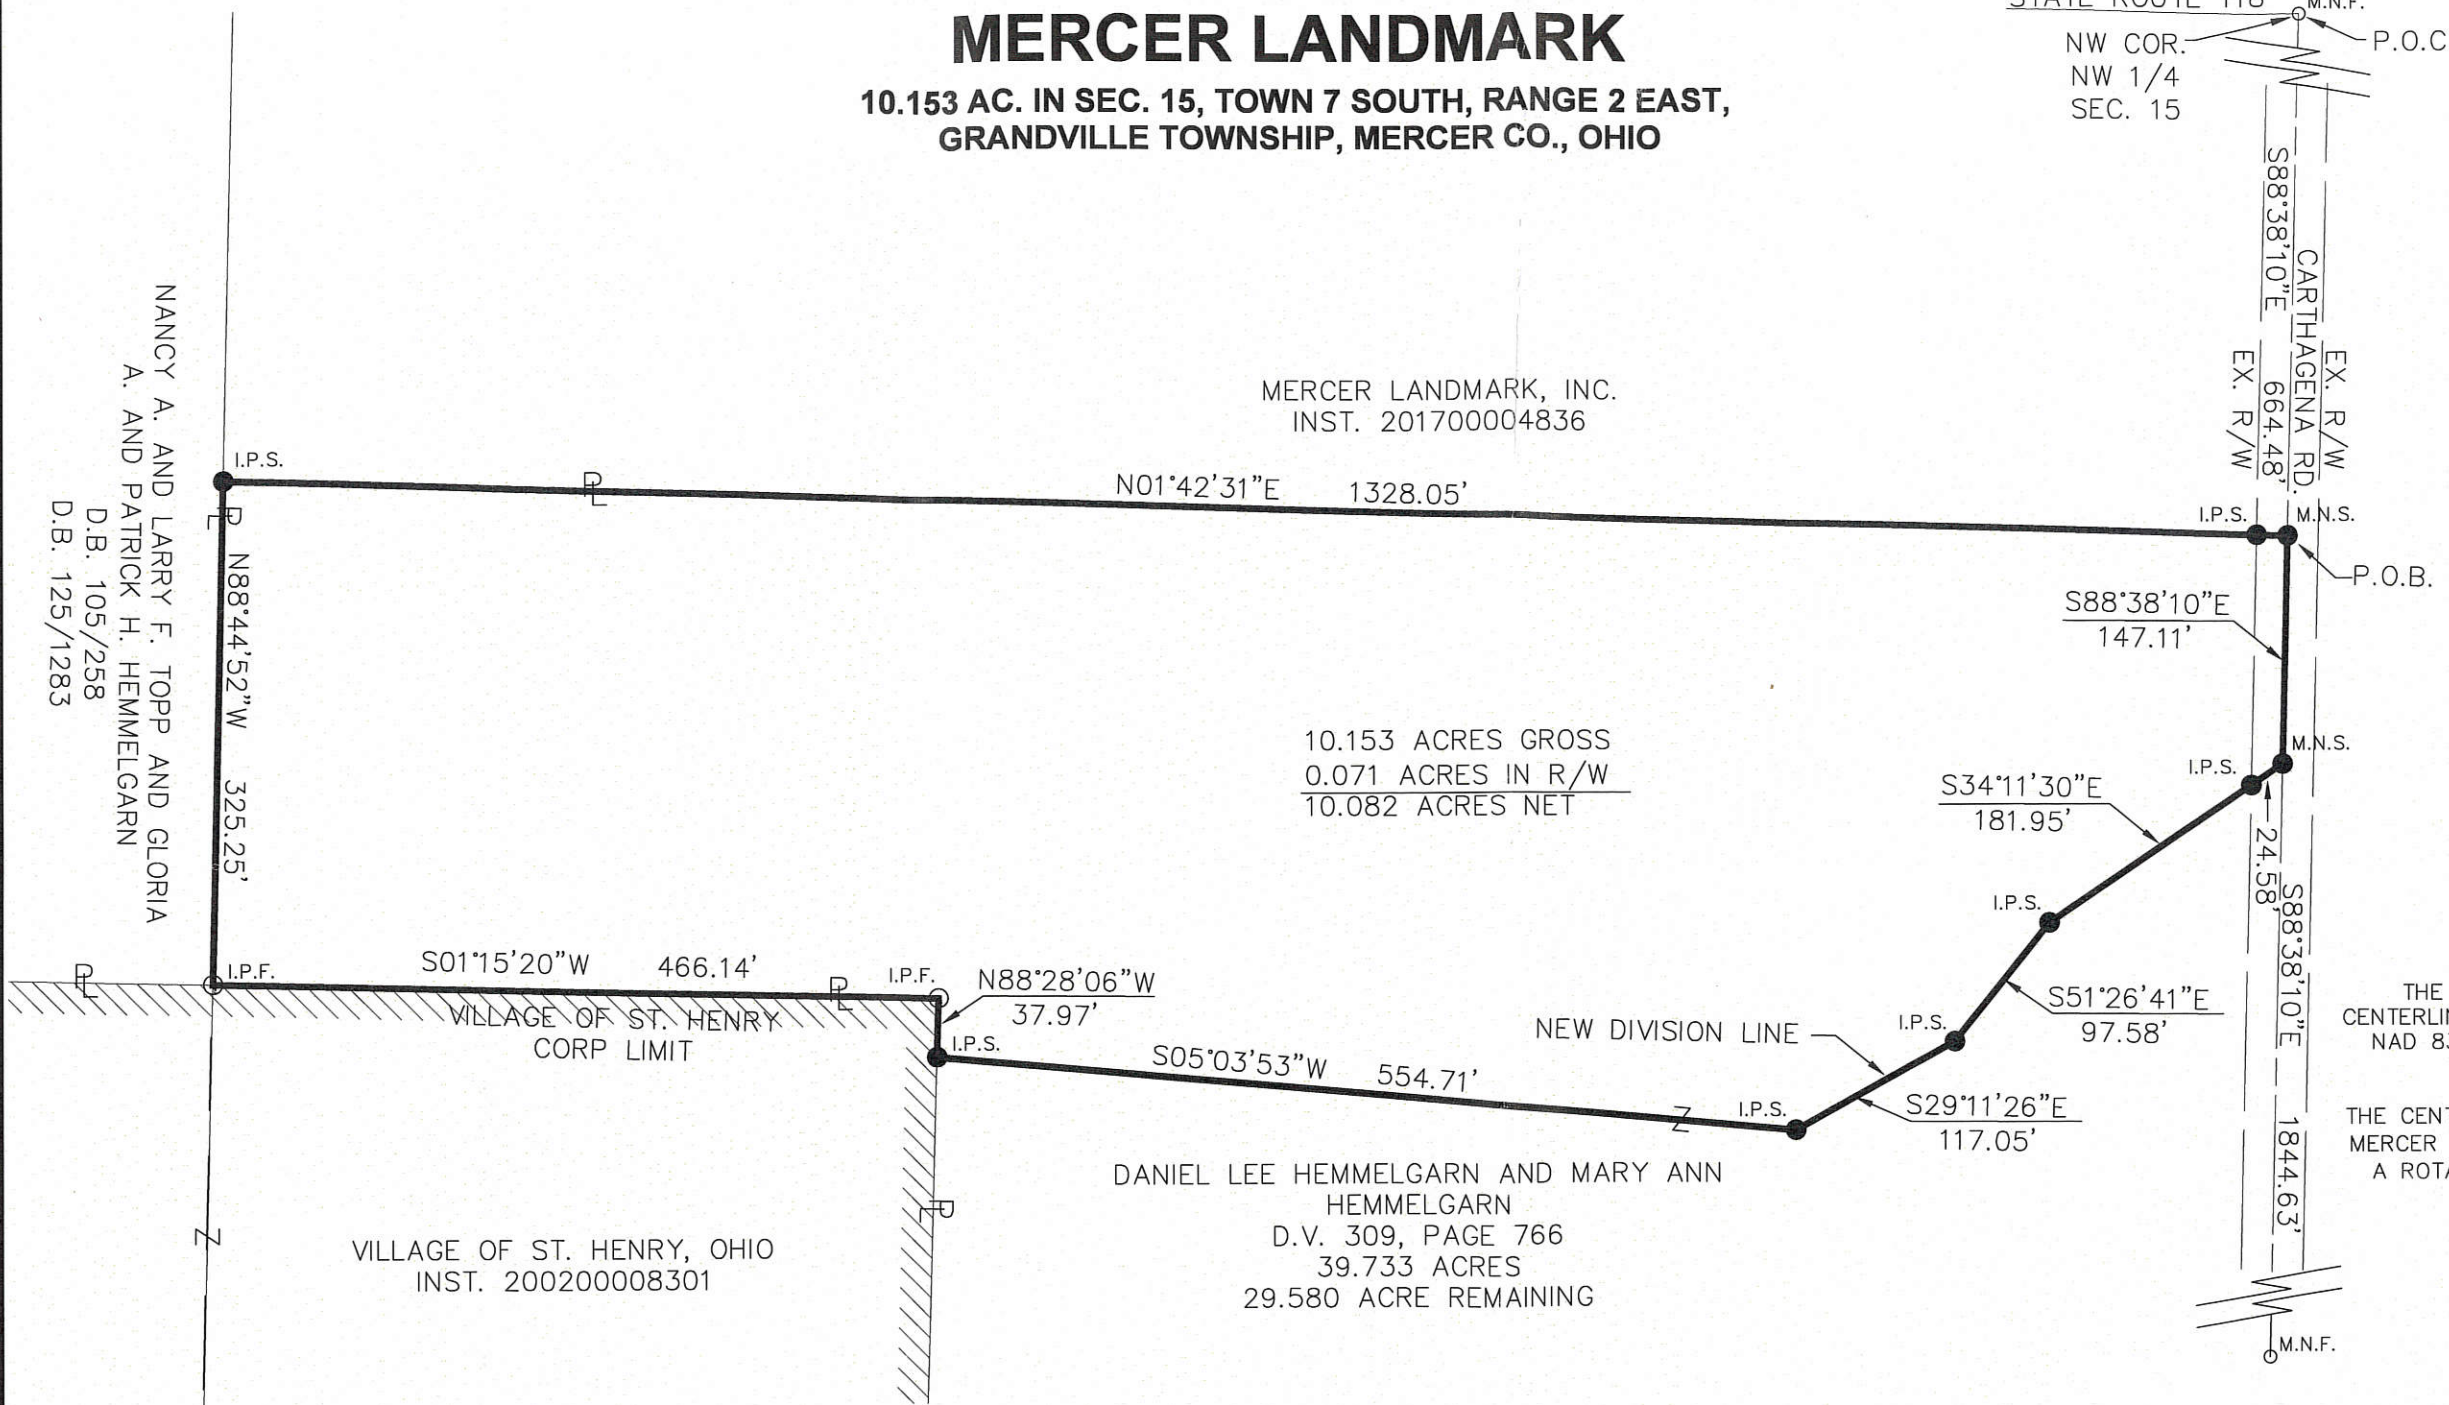 MERCER LANDMARK
10.153 AC. IN SEC. 15, TOWN 7 SOUTH, RANGE 2 EAST,
GRANDVILLE TOWNSHIP, MERCER CO., OHIO
STATE ROUTE 118
M.N.F.
NW COR.
NW 1/4
SEC. 15
P.O.C
S88°38'10"E 664.48'
CARTHAGENA RD.
EX. R/W
EX. R/W
MERCER LANDMARK, INC.
INST. 201700004836
NANCY A. AND LARRY F. TOPP AND GLORIA
A. AND PATRICK H. HEMMELGARN
D.B. 105/258
D.B. 125/1283
I.P.S.
PL
N01°42'31"E 1328.05'
I.P.S.
M.N.S.
P.O.B.
PL
N88°44'52"W 325.25'
S88°38'10"E
147.11'
10.153 ACRES GROSS
0.071 ACRES IN R/W
10.082 ACRES NET
M.N.S.
I.P.S.
S34°11'30"E
181.95'
24.58'
I.P.S.
S88°38'10"E 1844.63'
PL
I.P.F.
S01°15'20"W 466.14'
PL
I.P.F.
N88°28'06"W
37.97'
VILLAGE OF ST. HENRY
CORP LIMIT
I.P.S.
S05°03'53"W 554.71'
Z
NEW DIVISION LINE
I.P.S.
S51°26'41"E
97.58'
I.P.S.
S29°11'26"E
117.05'
THE
NAD 83
MERCER
DANIEL LEE HEMMELGARN AND MARY ANN
HEMMELGARN
D.V. 309, PAGE 766
39.733 ACRES
29.580 ACRE REMAINING
PL
Z
VILLAGE OF ST. HENRY, OHIO
INST. 200200008301
M.N.F.